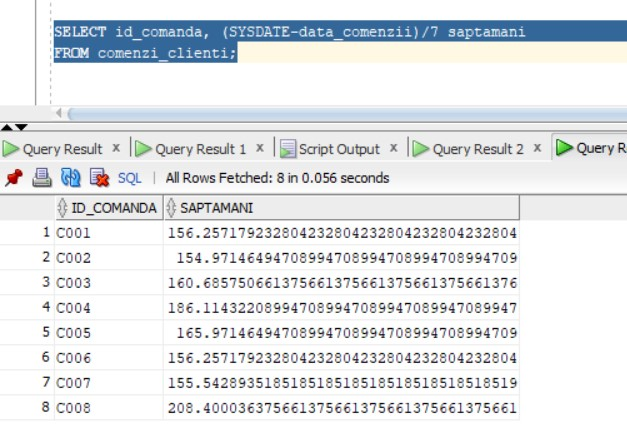 SELECT id_comanda, (SYSDATE-data_comenzii)/7 saptamani
FROM comenzi_clienti;
Query Result x Query Result 1 x Script Output x Query Result 2 x Query R
SQL | All Rows Fetched: 8 in 0.056 seconds
ID_COMANDA SAPTAMANI
1 C001 156.257179232804232804232804232804232804
2 C002 154.971464947089947089947089947089947089
3 C003 160.685750661375661375661375661375661376
4 C004 186.114322089947089947089947089947089947
5 C005 165.971464947089947089947089947089947089
6 C006 156.257179232804232804232804232804232804
7 C007 155.542893518518518518518518518518518519
8 C008 208.400036375661375661375661375661375661